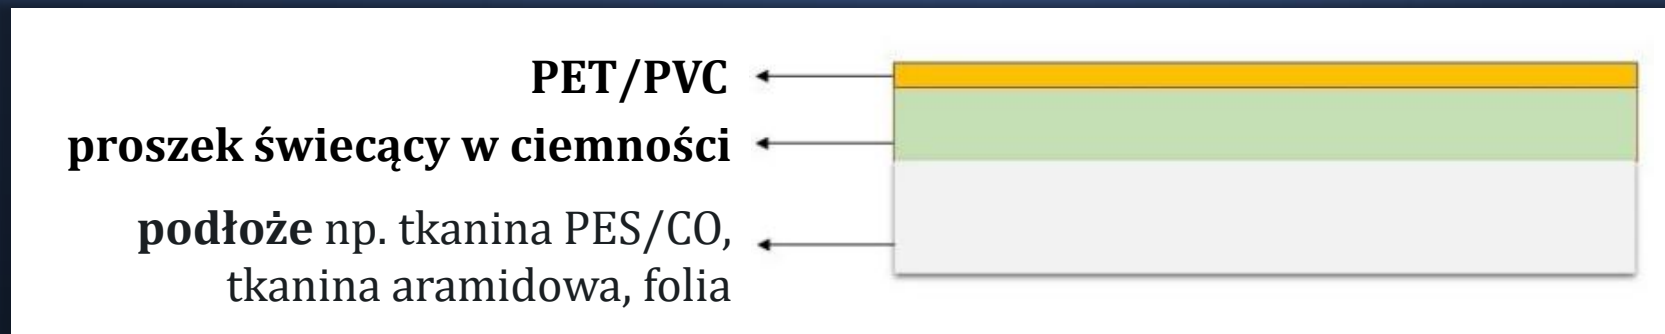 PET/PVC
proszek świecący w ciemności
podłoże np. tkanina PES/CO,
tkanina aramidowa, folia